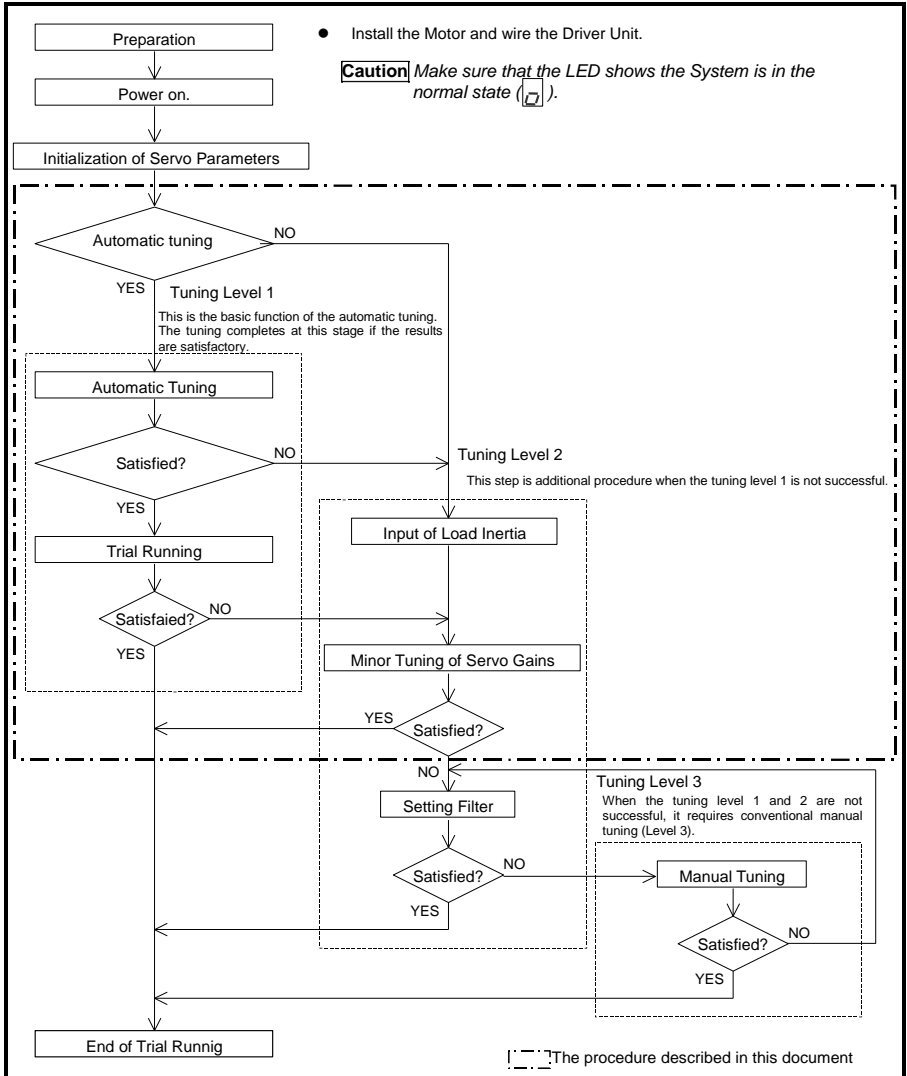 Preparation
● Install the Motor and wire the Driver Unit.
Caution Make sure that the LED shows the System is in the
normal state ( ).
Power on.
Initialization of Servo Parameters
Automatic tuning
NO
YES
Tuning Level 1
This is the basic function of the automatic tuning.
The tuning completes at this stage if the results
are satisfactory.
Automatic Tuning
Satisfied?
NO
YES
Tuning Level 2
This step is additional procedure when the tuning level 1 is not successful.
Input of Load Inertia
Trial Running
Satisfaied?
NO
YES
Minor Tuning of Servo Gains
Satisfied?
YES
NO
Tuning Level 3
When the tuning level 1 and 2 are not
successful, it requires conventional manual
tuning (Level 3).
Setting Filter
Satisfied?
NO
YES
Manual Tuning
Satisfied?
NO
YES
End of Trial Runnig
The procedure described in this document